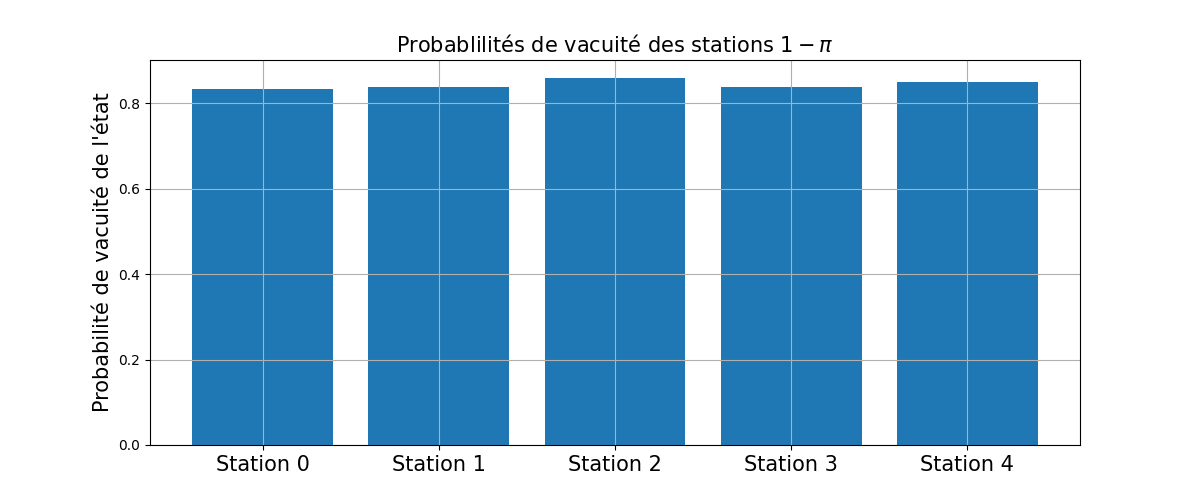 Probablilités de vacuité des stations 1 − π
Probabilité de vacuité de l'état
0.8
0.6
0.4
0.2
0.0
Station 0 Station 1 Station 2 Station 3 Station 4